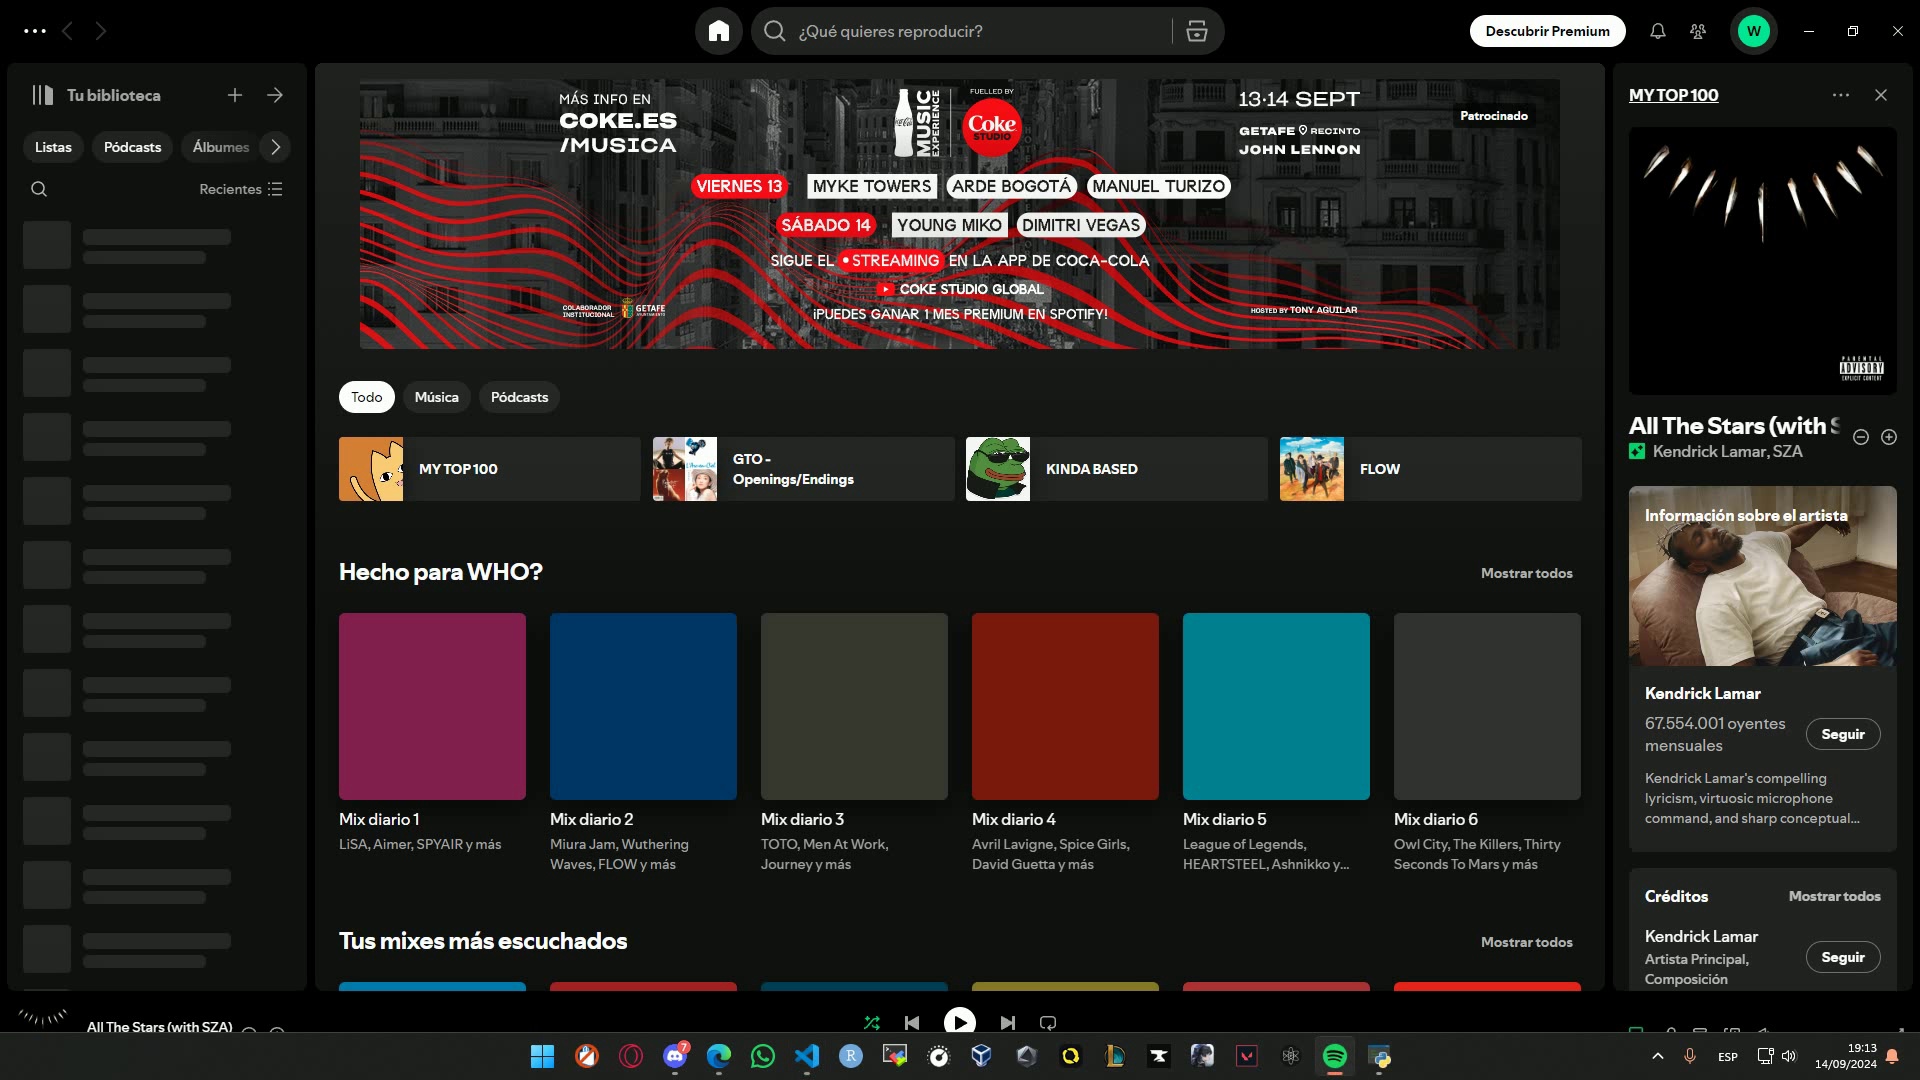 ¿Qué quieres reproducir?
Descubrir Premium
W
Tu biblioteca
Listas
Pódcasts
Álbumes
Recientes
MÁS INFO EN
COKE.ES
/MUSICA
MUSIC
EXPERIENCE
FUELLED BY
Coke
STUDIO
13·14 SEPT
GETAFE RECINTO
JOHN LENNON
Patrocinado
VIERNES 13 MYKE TOWERS ARDE BOGOTÁ MANUEL TURIZO
SÁBADO 14 YOUNG MIKO DIMITRI VEGAS
SIGUE EL •STREAMING EN LA APP DE COCA-COLA
COKE STUDIO GLOBAL
¡PUEDES GANAR 1 MES PREMIUM EN SPOTIFY!
COLABORADOR
INSTITUCIONAL
GETAFE
HOSTED BY TONY AGUILAR
Todo
Música
Pódcasts
MY TOP 100
GTO -
Openings/Endings
KINDA BASED
FLOW
Hecho para WHO?
Mostrar todos
Mix diario 1
LiSA, Aimer, SPYAIR y más
Mix diario 2
Miura Jam, Wuthering
Waves, FLOW y más
Mix diario 3
TOTO, Men At Work,
Journey y más
Mix diario 4
Avril Lavigne, Spice Girls,
David Guetta y más
Mix diario 5
League of Legends,
HEARTSTEEL, Ashnikko y...
Mix diario 6
Owl City, The Killers, Thirty
Seconds To Mars y más
Tus mixes más escuchados
Mostrar todos
MY TOP 100
PARENTAL
ADVISORY
EXPLICIT CONTENT
All The Stars (with S
Kendrick Lamar, SZA
Información sobre el artista
Kendrick Lamar
67.554.001 oyentes
mensuales
Seguir
Kendrick Lamar's compelling
lyricism, virtuosic microphone
command, and sharp conceptual...
Créditos
Mostrar todos
Kendrick Lamar
Artista Principal,
Composición
Seguir
All The Stars (with SZA)
7
R
ESP
19:13
14/09/2024